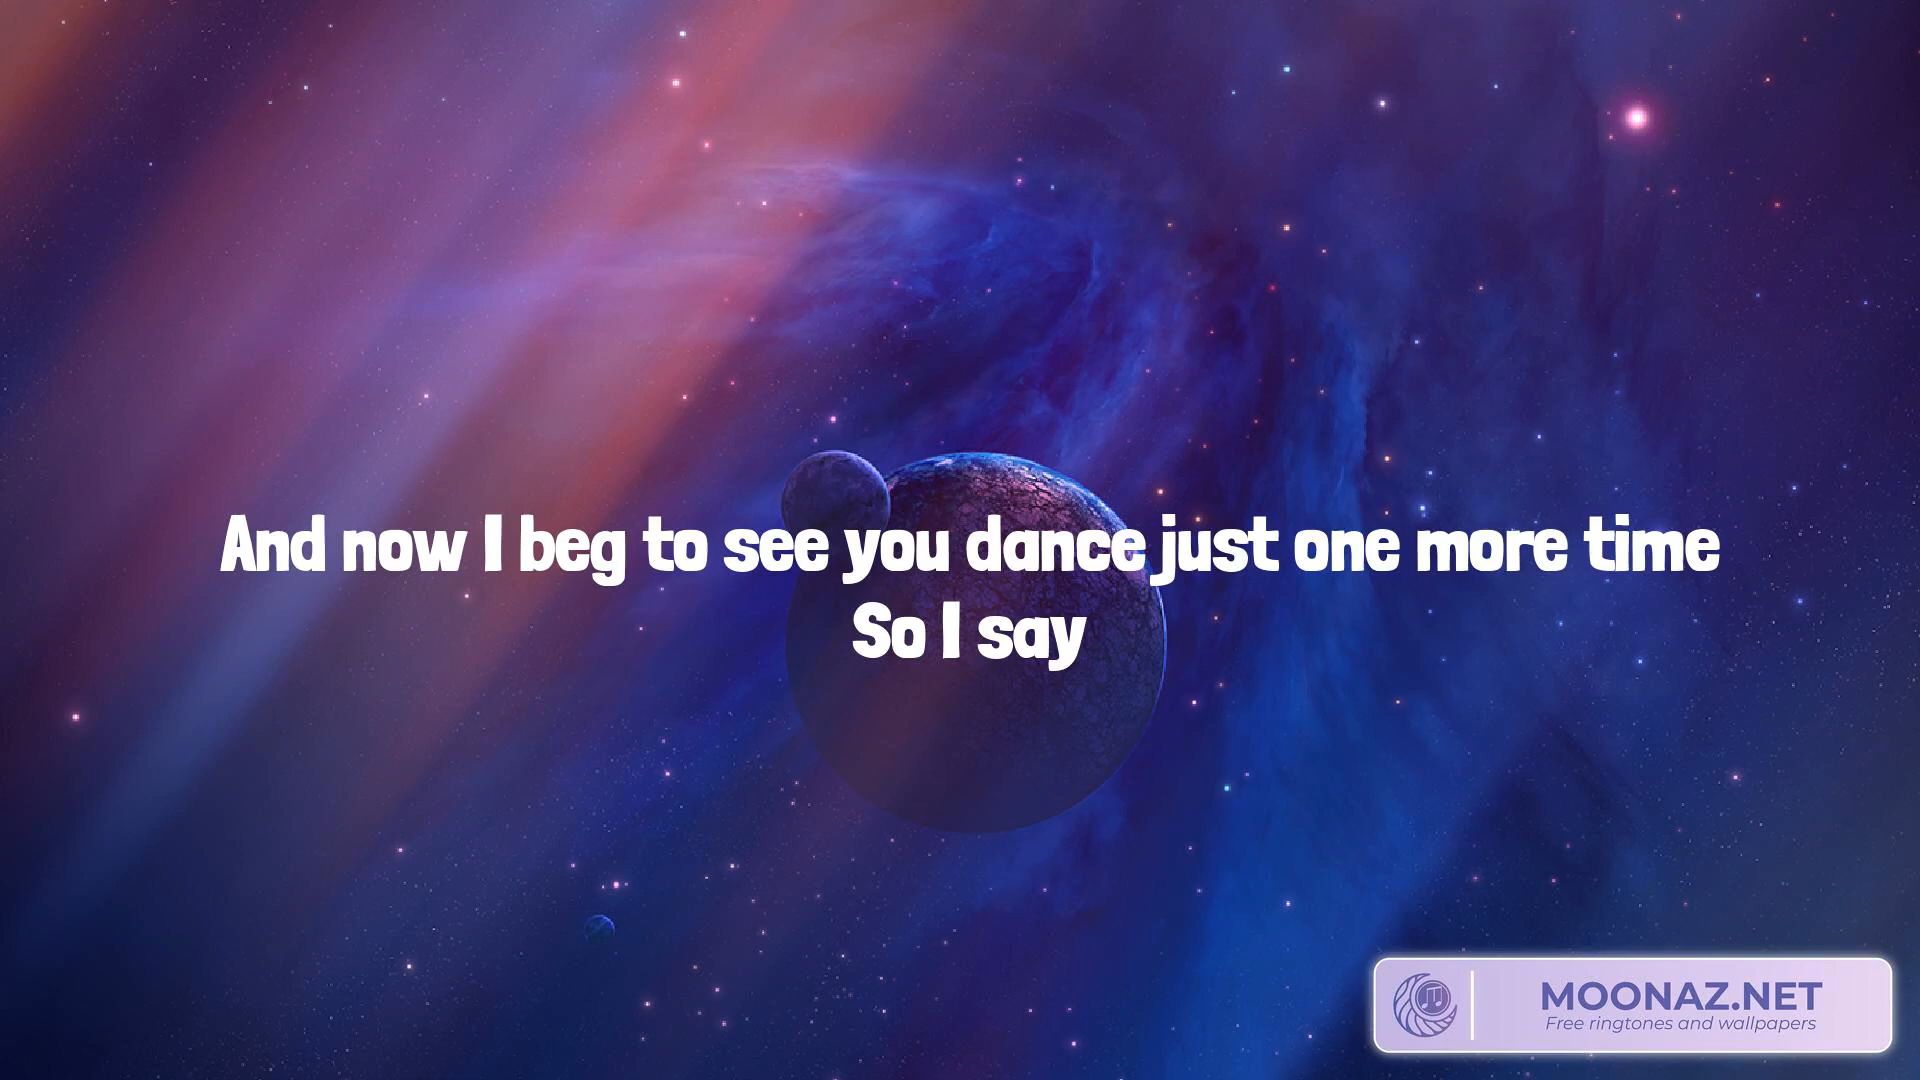 And now I beg to see you dance just one more time
So I say
MOONAZ.NET
Free ringtones and wallpapers